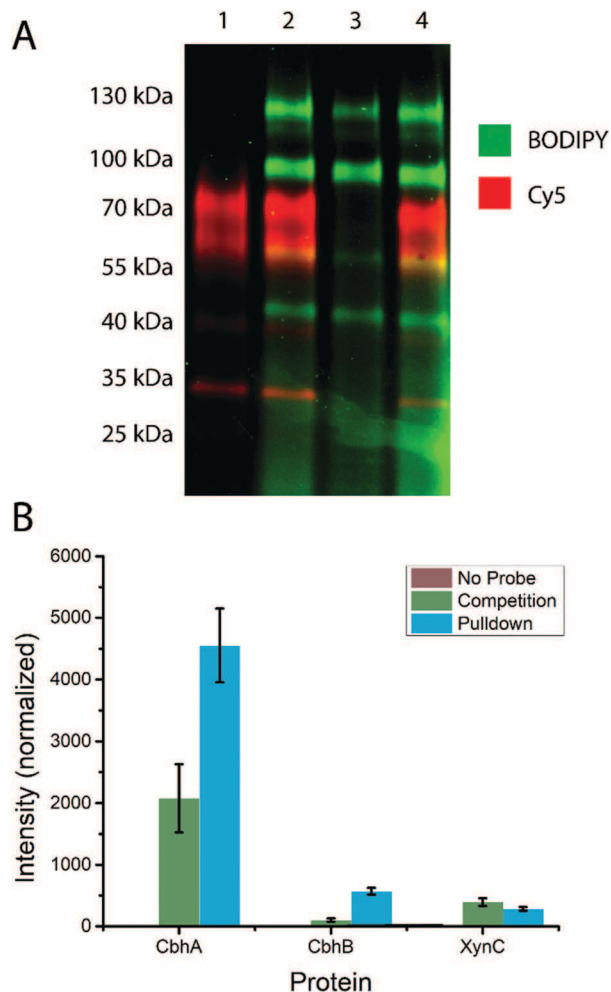 A
1 2 3 4
130 kDa
100 kDa
70 kDa
55 kDa
40 kDa
35 kDa
25 kDa
BODIPY
Cy5
B
6000
5000
4000
3000
2000
1000
0
Intensity (normalized)
No Probe
Competition
Pulldown
CbhA CbhB XynC
Protein